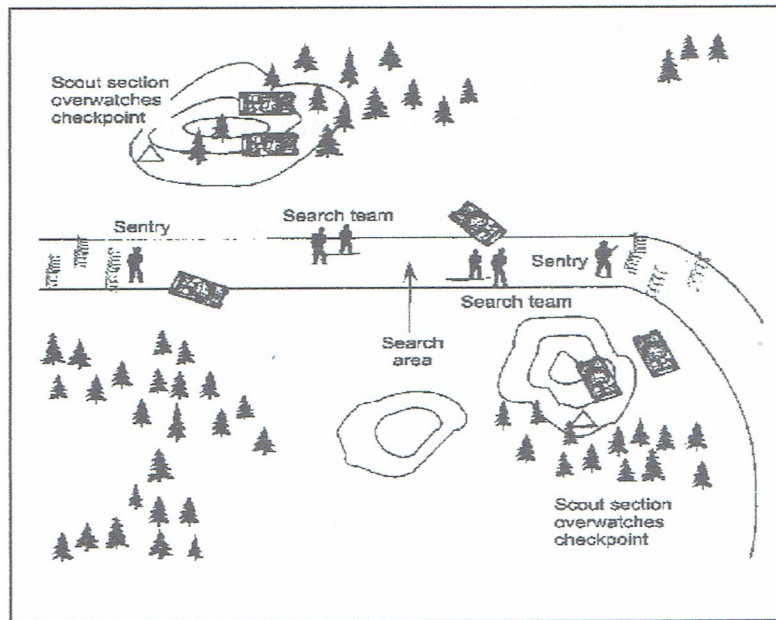 Scout section
overwatches
checkpoint
Sentry
Search team
Sentry
Search team
Search
area
Scout section
overwatches
checkpoint